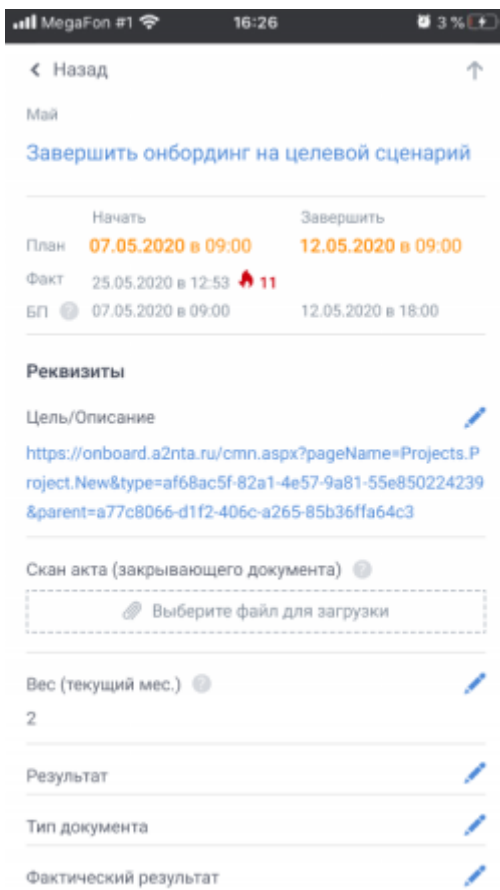 MegaFon #1 16:26 3 %
Назад
Май
Завершить онбординг на целевой сценарий
Начать Завершить
План 07.05.2020 в 09:00 12.05.2020 в 09:00
Факт 25.05.2020 в 12:53 11
БП ? 07.05.2020 в 09:00 12.05.2020 в 18:00
Реквизиты
Цель/Описание
https://onboard.a2nta.ru/cmn.aspx?pageName=Projects.P
roject.New&type=af68ac5f-82a1-4e57-9a81-55e850224239
&parent=a77c8066-d1f2-406c-a265-85b36ffa64c3
Скан акта (закрывающего документа) ?
Выберите файл для загрузки
Вес (текущий мес.) ?
2
Результат
Тип документа
Фактический результат